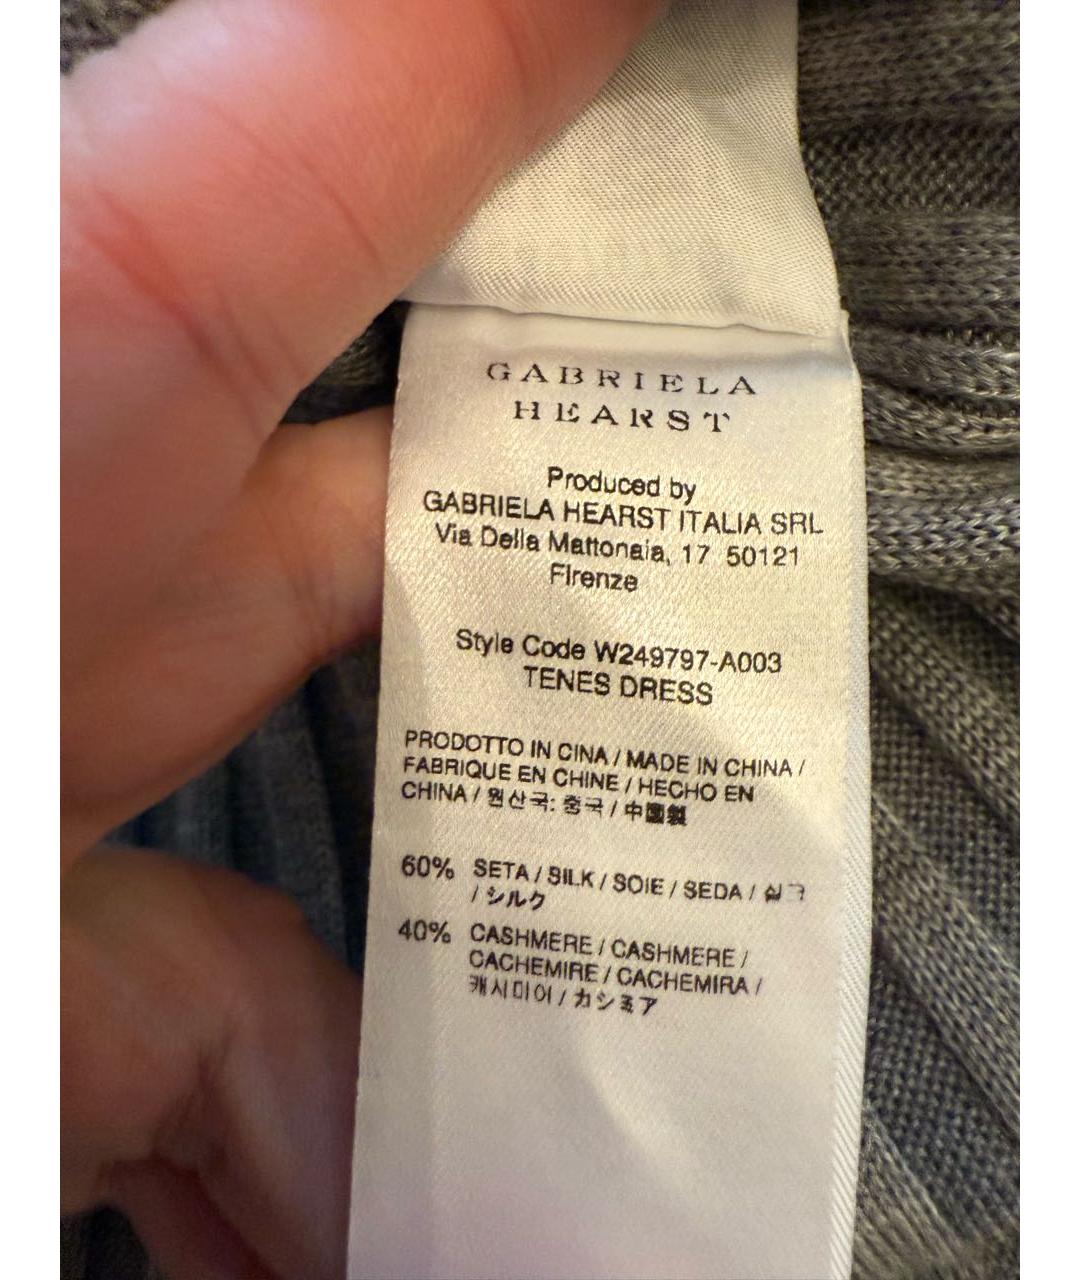 GABRIELA
HEARST
Produced by
GABRIELA HEARST ITALIA SRL
Via Della Mattonaia, 17 50121
Firenze
Style Code W249797-A003
TENES DRESS
PRODOTTO IN CINA / MADE IN CHINA /
FABRIQUE EN CHINE / HECHO EN
CHINA / 원산국: 중국 / 中國製
60% SETA / SILK / SOIE / SEDA / 실크
/ シルク
40% CASHMERE / CASHMERE /
CACHEMIRE / CACHEMIRA /
캐시미어 / カシミア